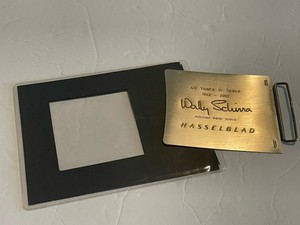 40 YEARS IN SPACE
1962 - 2002
Wally Schirra
HASSELBLAD